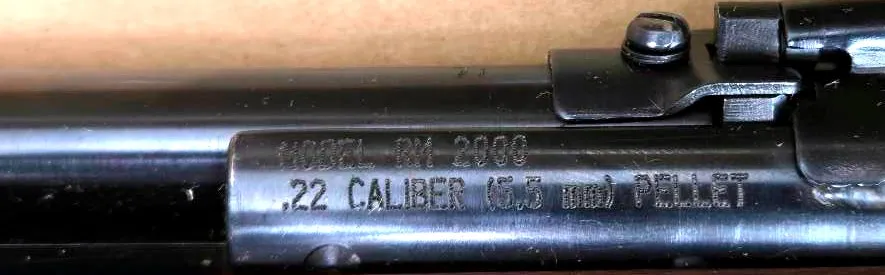 MODEL RM 2000
.22 CALIBER (5.5 mm) PELLET